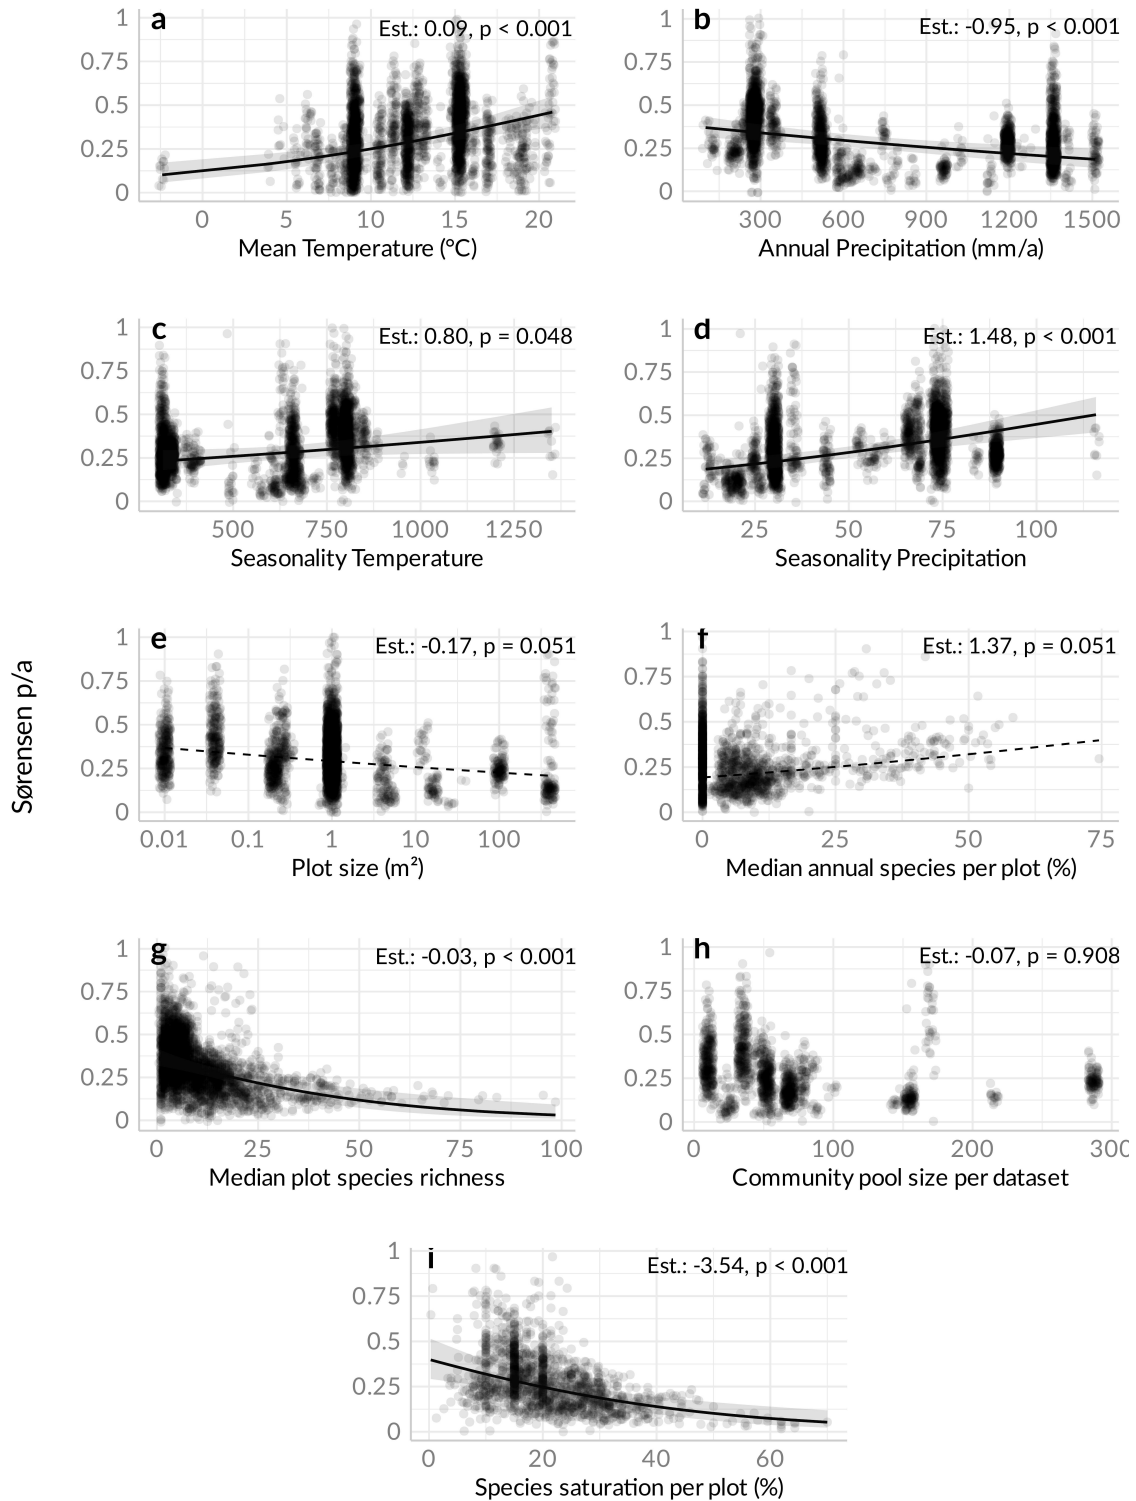 Sørensen p/a
a
Est.: 0.09, p < 0.001
1
0.75
0.5
0.25
0
0 5 10 15 20
Mean Temperature (°C)
b
Est.: -0.95, p < 0.001
1
0.75
0.5
0.25
0
300 600 900 1200 1500
Annual Precipitation (mm/a)
c
Est.: 0.80, p = 0.048
1
0.75
0.5
0.25
0
500 750 1000 1250
Seasonality Temperature
d
Est.: 1.48, p < 0.001
1
0.75
0.5
0.25
0
25 50 75 100
Seasonality Precipitation
e
Est.: -0.17, p = 0.051
1
0.75
0.5
0.25
0
0.01 0.1 1 10 100
Plot size (m²)
f
Est.: 1.37, p = 0.051
1
0.75
0.5
0.25
0
0 25 50 75
Median annual species per plot (%)
g
Est.: -0.03, p < 0.001
1
0.75
0.5
0.25
0
0 25 50 75 100
Median plot species richness
h
Est.: -0.07, p = 0.908
1
0.75
0.5
0.25
0
0 100 200 300
Community pool size per dataset
i
Est.: -3.54, p < 0.001
1
0.75
0.5
0.25
0
0 20 40 60
Species saturation per plot (%)